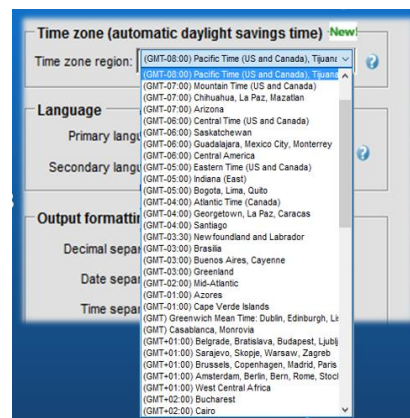 Time zone (automatic daylight savings time) New!
Time zone region: (GMT-08:00) Pacific Time (US and Canada), Tijuana
(GMT-08:00) Pacific Time (US and Canada), Tijuana
(GMT-07:00) Mountain Time (US and Canada)
(GMT-07:00) Chihuahua, La Paz, Mazatlan
(GMT-07:00) Arizona
Language
(GMT-06:00) Central Time (US and Canada)
(GMT-06:00) Saskatchewan
Primary langu
(GMT-06:00) Guadalajara, Mexico City, Monterrey
(GMT-06:00) Central America
Secondary langu
(GMT-05:00) Eastern Time (US and Canada)
(GMT-05:00) Indiana (East)
(GMT-05:00) Bogota, Lima, Quito
(GMT-04:00) Atlantic Time (Canada)
Output formattin
(GMT-04:00) Georgetown, La Paz, Caracas
(GMT-04:00) Santiago
Decimal separ
(GMT-03:30) Newfoundland and Labrador
(GMT-03:00) Brasilia
(GMT-03:00) Buenos Aires, Cayenne
Date separ
(GMT-03:00) Greenland
(GMT-02:00) Mid-Atlantic
(GMT-01:00) Azores
Time separ
(GMT-01:00) Cape Verde Islands
(GMT) Greenwich Mean Time: Dublin, Edinburgh, Li
(GMT) Casablanca, Monrovia
(GMT+01:00) Belgrade, Bratislava, Budapest, Ljublj
(GMT+01:00) Sarajevo, Skopje, Warsaw, Zagreb
(GMT+01:00) Brussels, Copenhagen, Madrid, Paris
(GMT+01:00) Amsterdam, Berlin, Bern, Rome, Stoc
(GMT+01:00) West Central Africa
(GMT+02:00) Bucharest
(GMT+02:00) Cairo